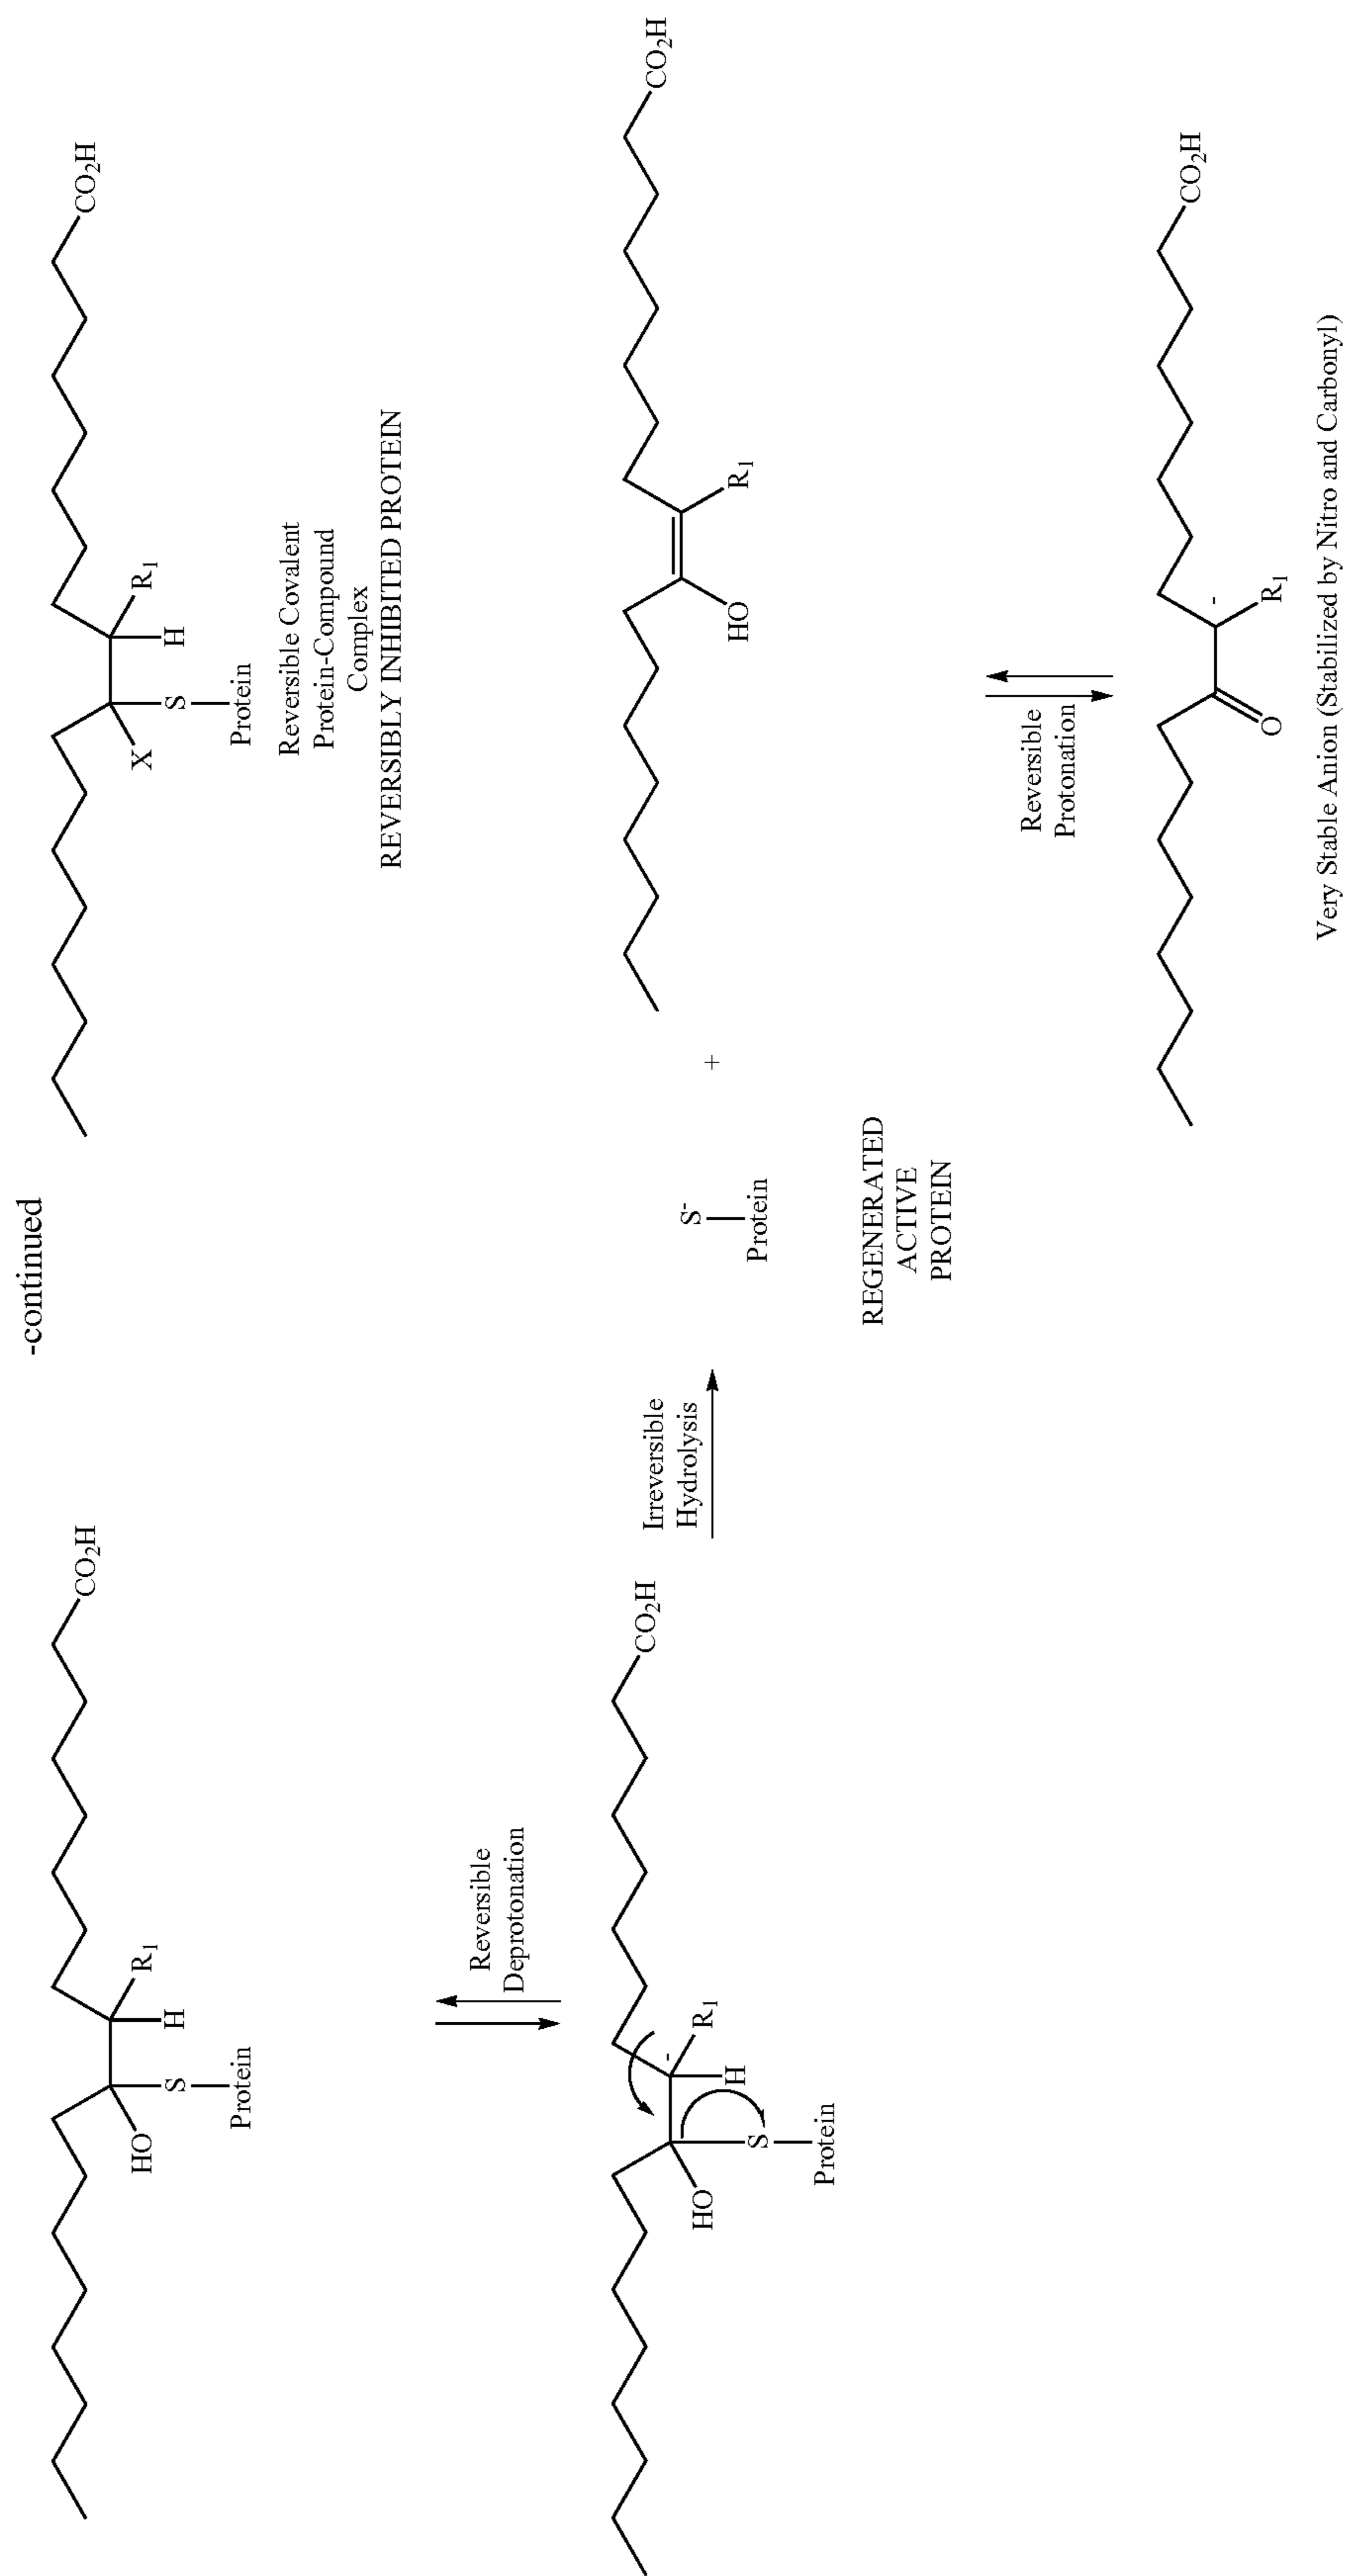 -continued
CO2H
HO
S
Protein
H
R1
CO2H
X
S
Protein
H
R1
Reversible Covalent
Protein-Compound
Complex
REVERSIBLY INHIBITED PROTEIN
Reversible
Deprotonation
CO2H
HO
S
Protein
H
-
R1
Irreversible
Hydrolysis
S-
Protein
REGENERATED
ACTIVE
PROTEIN
+
CO2H
HO
R1
Reversible
Protonation
CO2H
O
-
R1
Very Stable Anion (Stabilized by Nitro and Carbonyl)